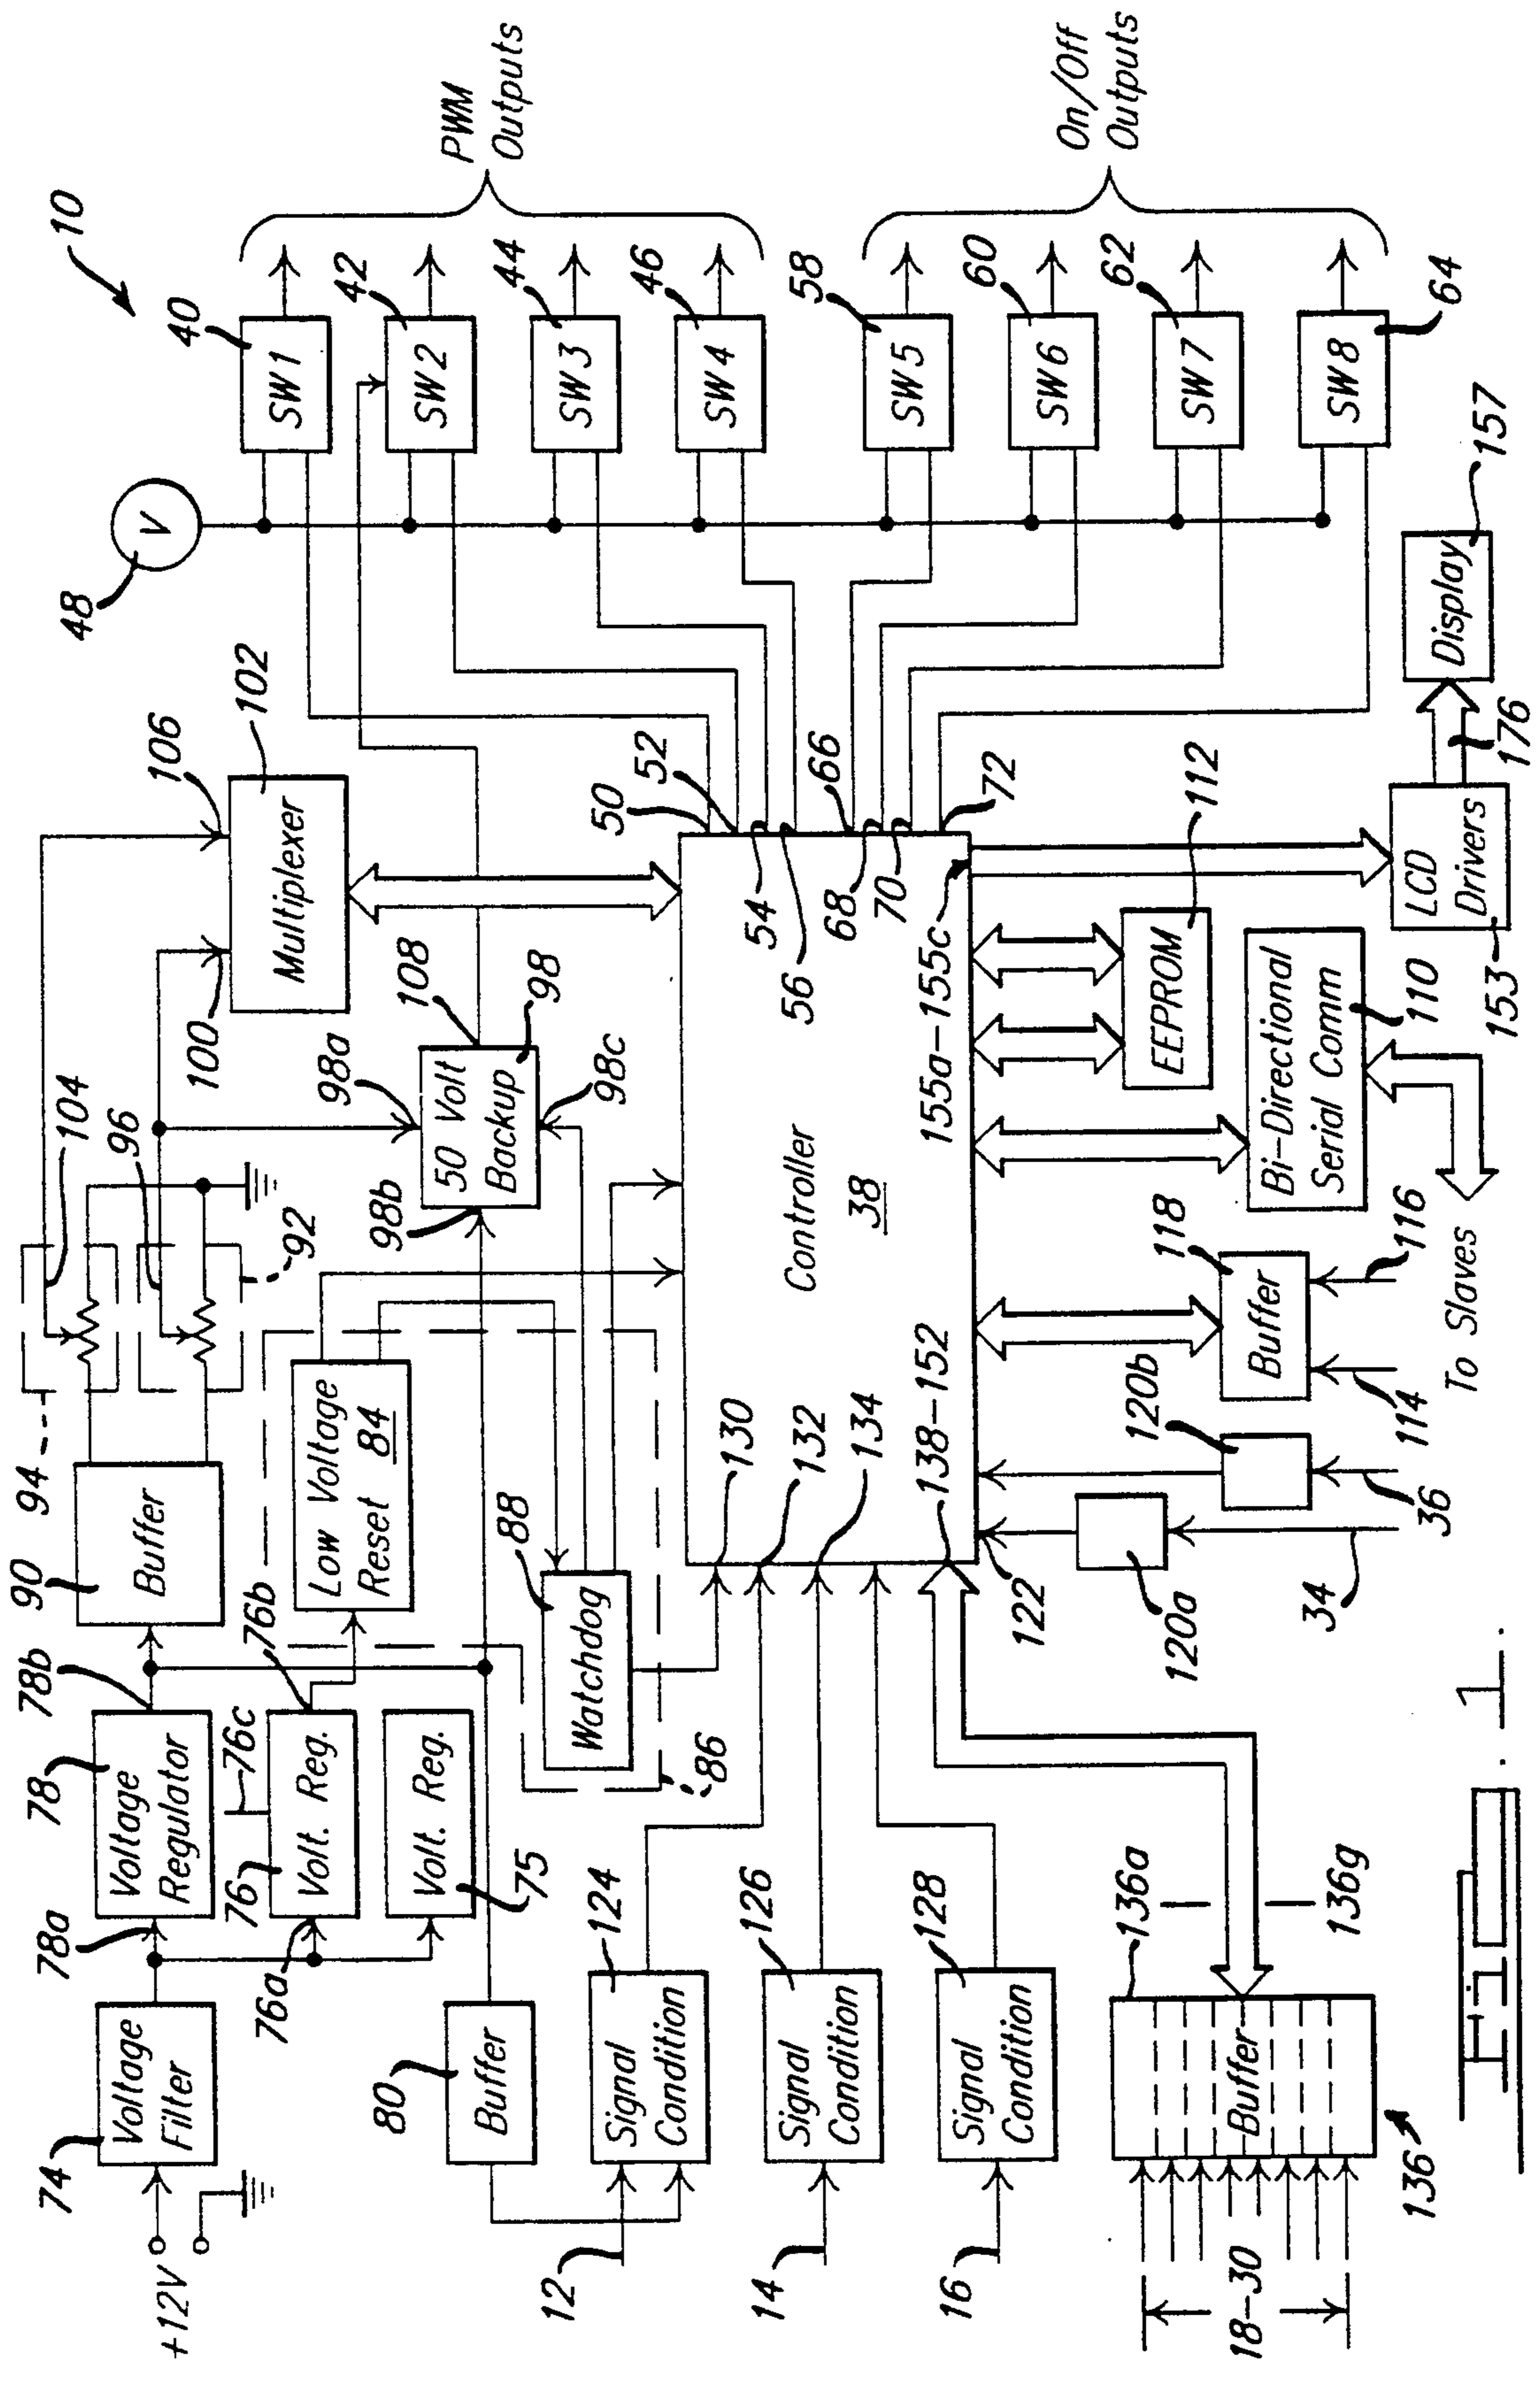 10
PWM
Outputs
On/Off
Outputs
40
SW1
42
SW2
44
SW3
46
SW4
58
SW5
60
SW6
62
SW7
64
SW8
48
V
+12V
74
Voltage
Filter
78a
78
Voltage
Regulator
78b
76a
76
Volt. Reg.
76b
76c
75
Volt. Reg.
90
Buffer
94
92
104
96
100
106
102
Multiplexer
Low Voltage
Reset 84
86
88
Watchdog
98a
98b
98c
98
108
50 Volt
Backup
80
Buffer
12
124
Signal
Condition
14
126
Signal
Condition
16
128
Signal
Condition
18-30
136
136a
136g
Buffer
Controller
38
130
132
134
138-152
122
50
52
54
56
66
68
70
72
155a-155c
34
120a
36
120b
114
116
118
Buffer
Bi-Directional
Serial Comm
110
To Slaves
EEPROM
112
LCD
Drivers
153
176
Display
157
Fig. 1.